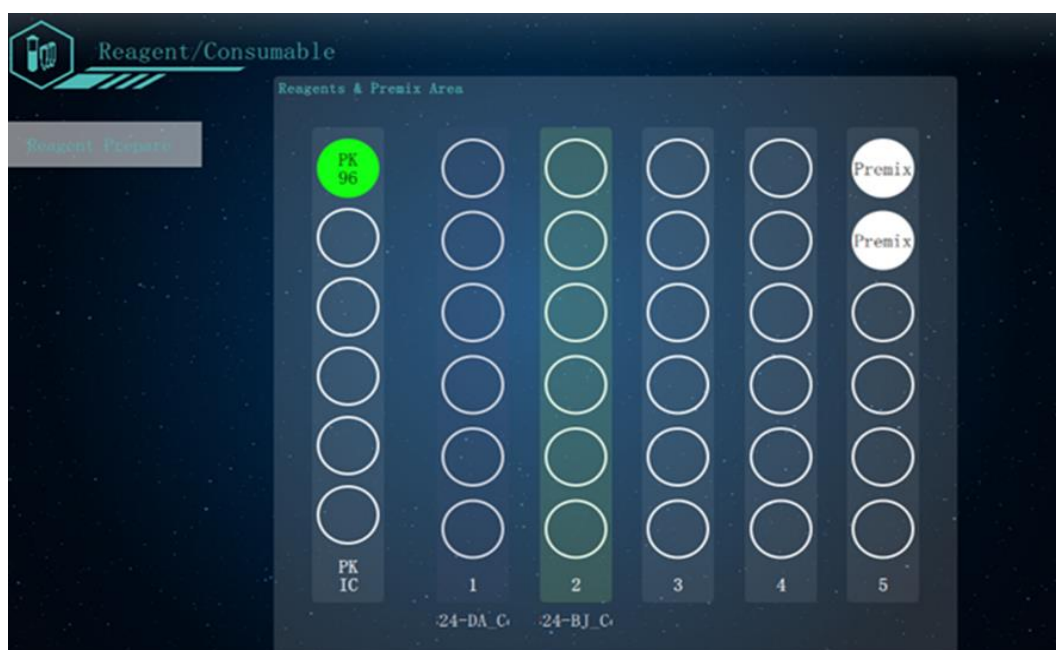 Reagent/Consumable
Reagents & Premix Area
Reagent Prepare
PK
96
Premix
Premix
PK
IC
1
2
3
4
5
24-DA_C
24-BJ_C